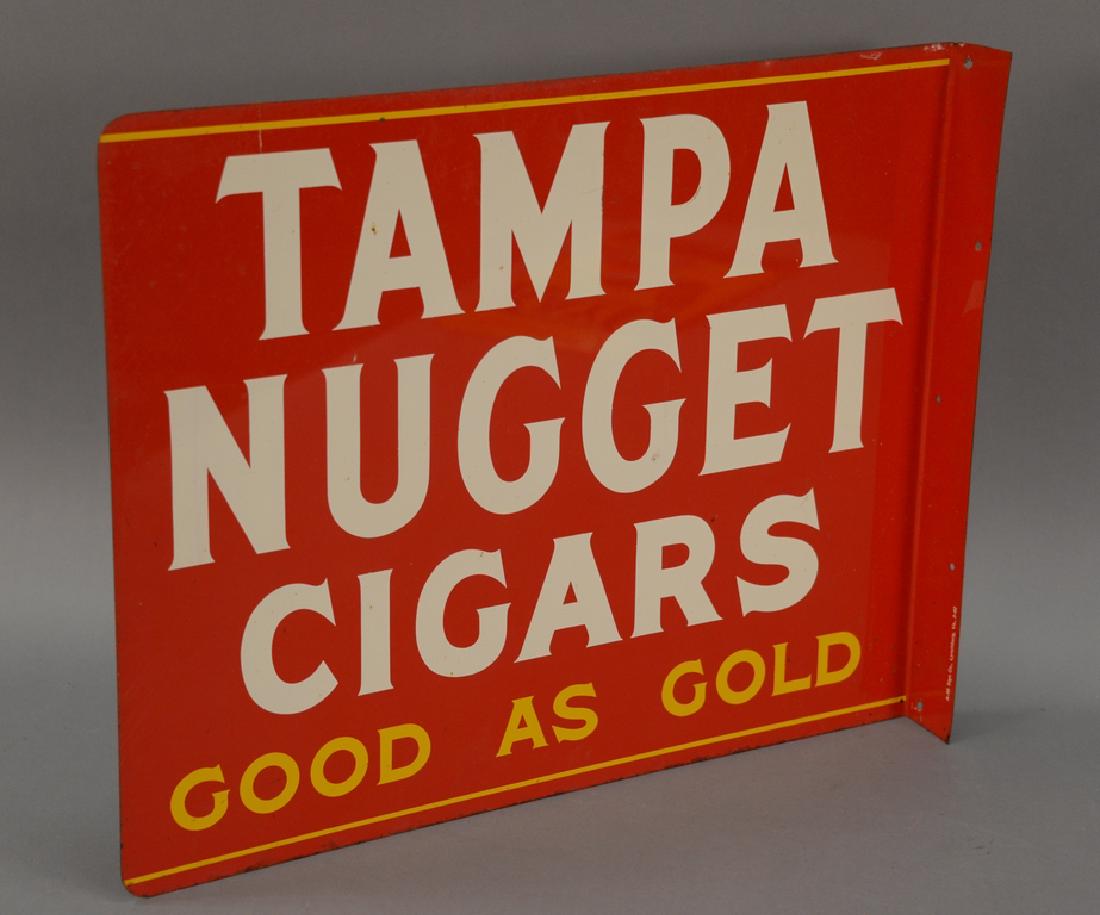 TAMPA
NUGGET
CIGARS
GOOD AS GOLD